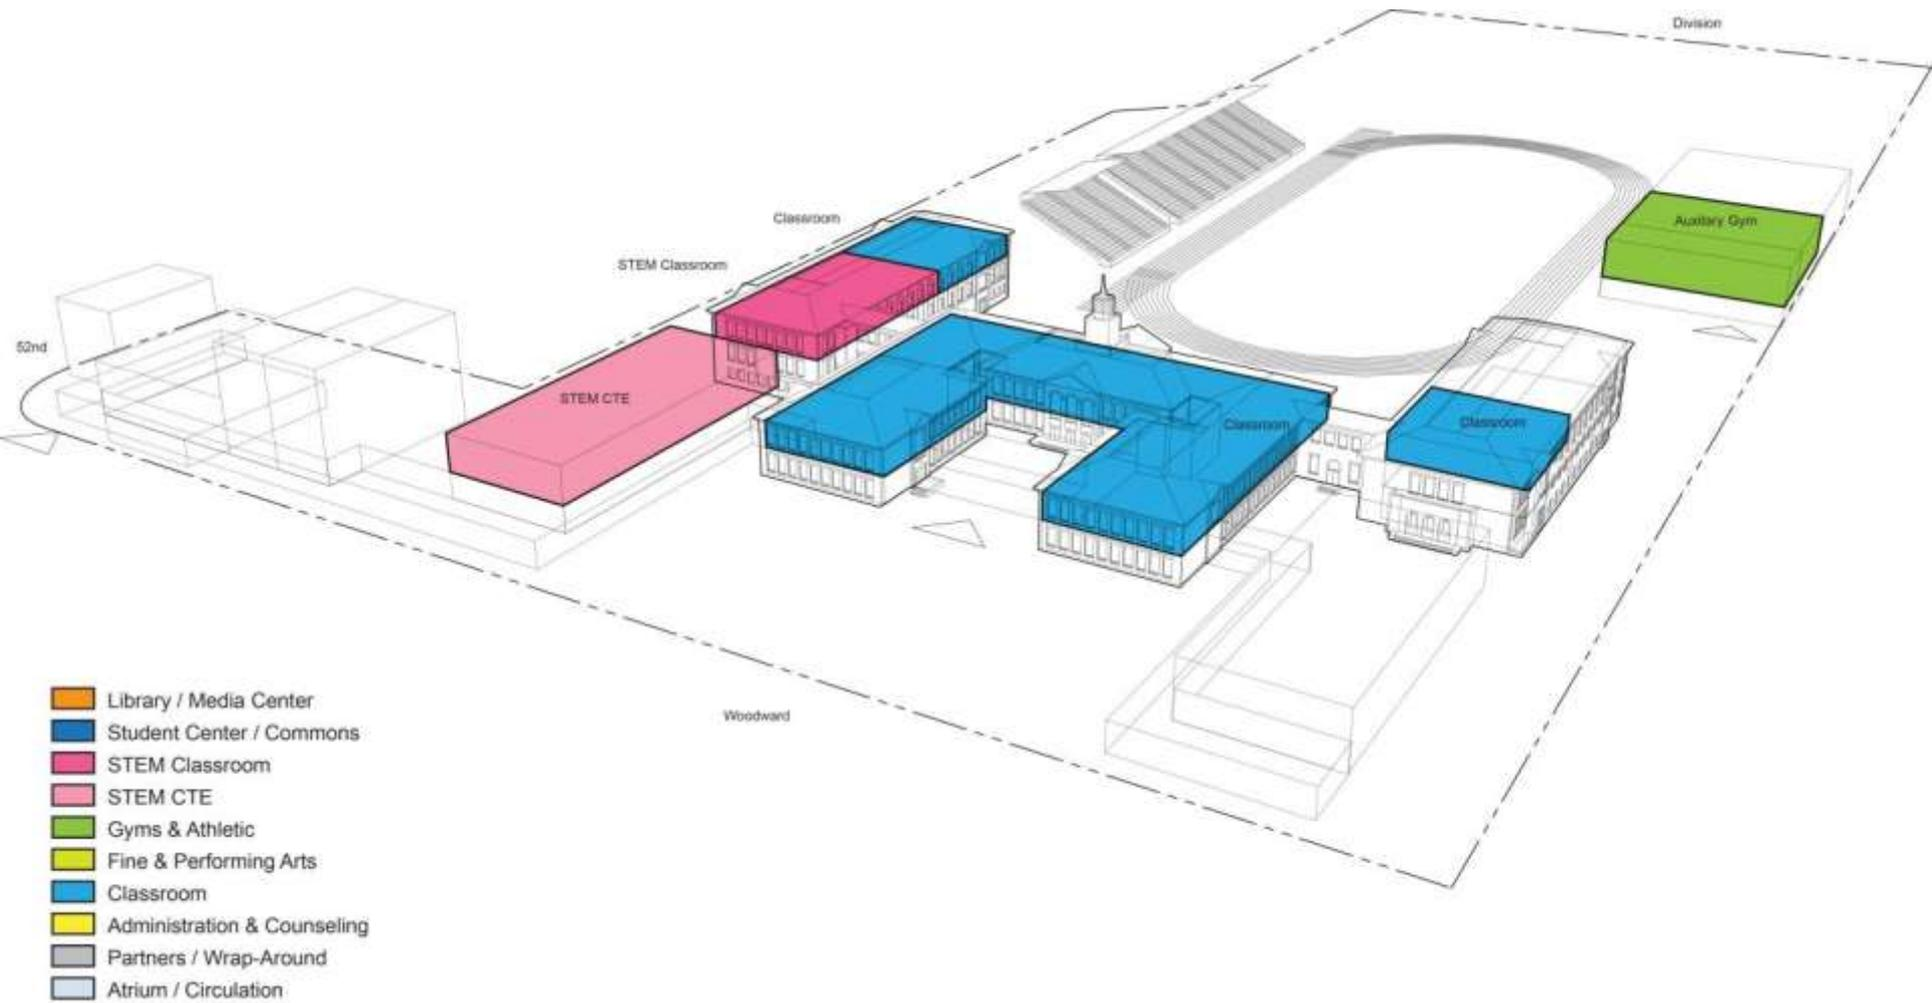 Division
Classroom
Auxilary Gym
STEM Classroom
52nd
STEM CTE
Classroom
Classroom
Woodward
Library / Media Center
Student Center / Commons
STEM Classroom
STEM CTE
Gyms & Athletic
Fine & Performing Arts
Classroom
Administration & Counseling
Partners / Wrap-Around
Atrium / Circulation